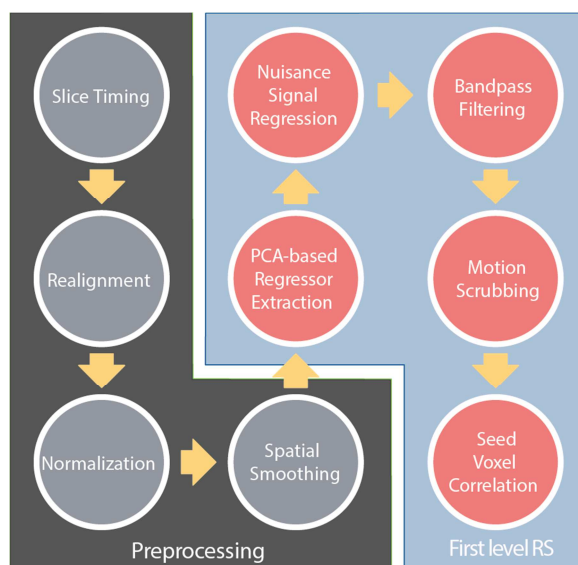 Slice Timing
Realignment
Normalization
Spatial
Smoothing
PCA-based
Regressor
Extraction
Nuisance
Signal
Regression
Bandpass
Filtering
Motion
Scrubbing
Seed
Voxel
Correlation
Preprocessing
First level RS